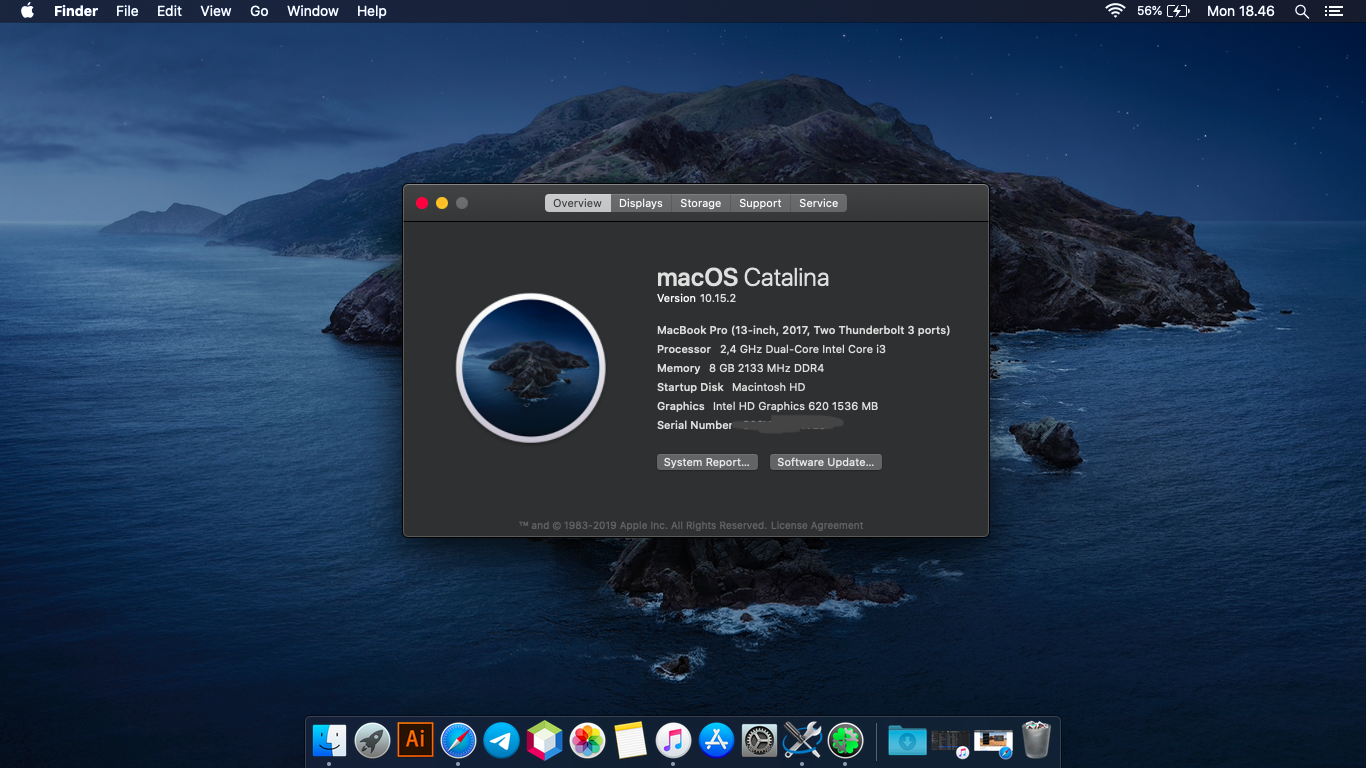 Finder File Edit View Go Window Help 56% Mon 18.46
Overview Displays Storage Support Service
macOS Catalina
Version 10.15.2
MacBook Pro (13-inch, 2017, Two Thunderbolt 3 ports)
Processor 2,4 GHz Dual-Core Intel Core i3
Memory 8 GB 2133 MHz DDR4
Startup Disk Macintosh HD
Graphics Intel HD Graphics 620 1536 MB
Serial Number
System Report... Software Update...
™ and © 1983-2019 Apple Inc. All Rights Reserved. License Agreement
Ai